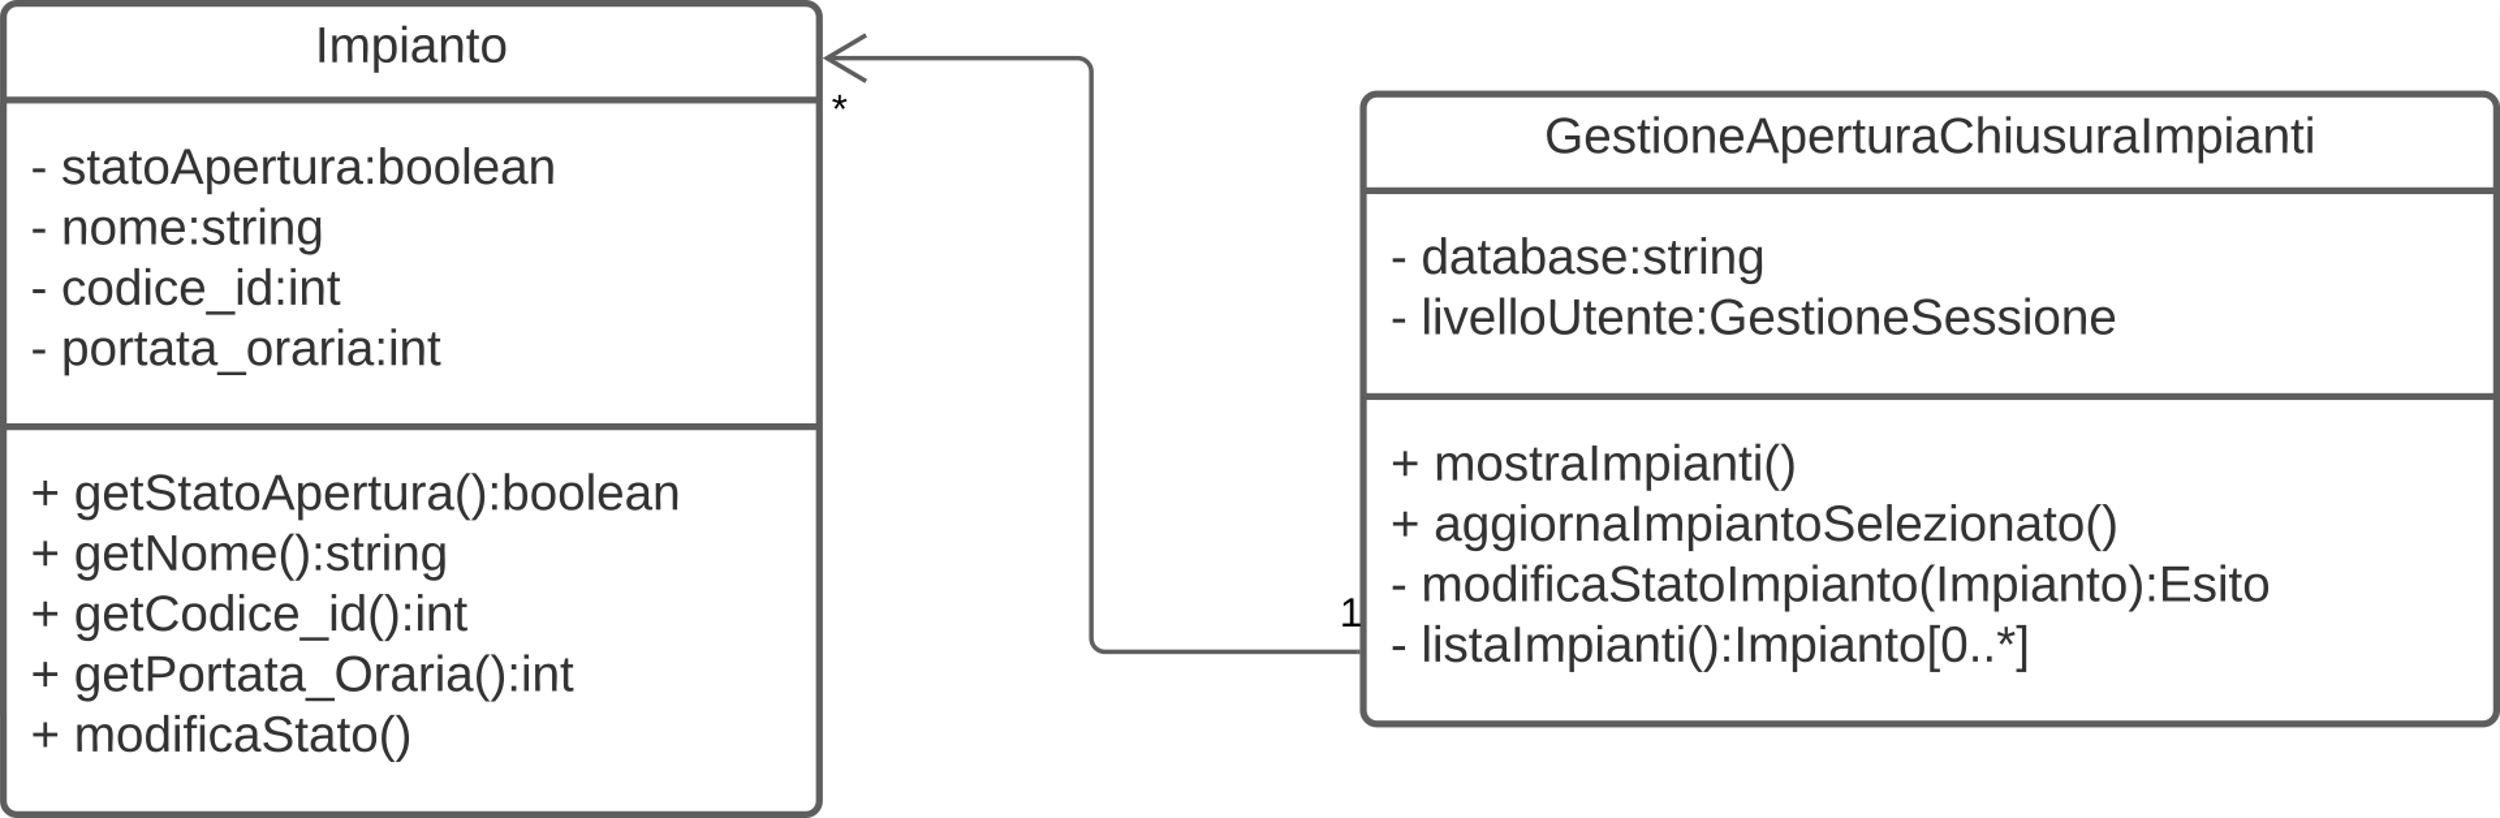 Impianto
- statoApertura:boolean
- nome:string
- codice_id:int
- portata_oraria:int
+ getStatoApertura():boolean
+ getNome():string
+ getCodice_id():int
+ getPortata_Oraria():int
+ modificaStato()
*
1
GestioneAperturaChiusuraImpianti
- database:string
- livelloUtente:GestioneSessione
+ mostraImpianti()
+ aggiornaImpiantoSelezionato()
- modificaStatoImpianto(Impianto):Esito
- listaImpianti():Impianto[0..*]